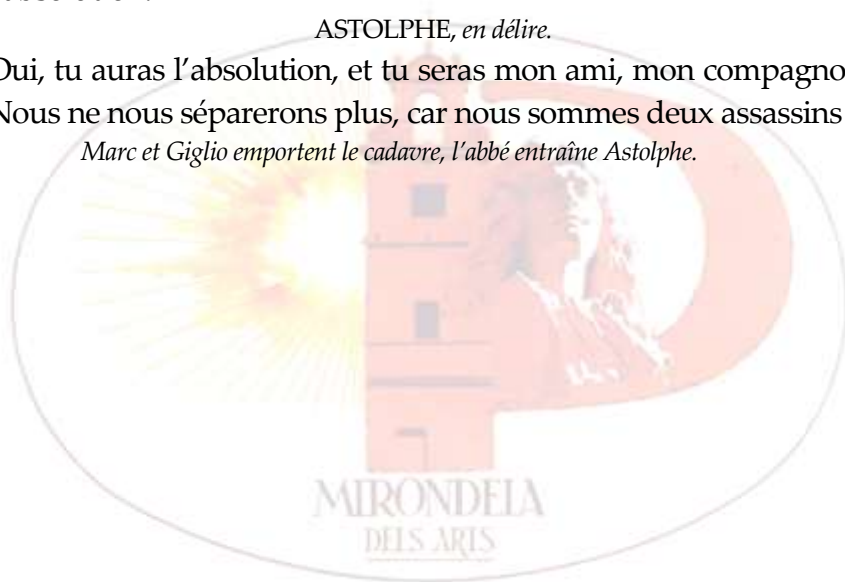 ASTOLPHE, en délire.
Oui, tu auras l’absolution, et tu seras mon ami, mon compagno
Nous ne nous séparerons plus, car nous sommes deux assassins
Marc et Giglio emportent le cadavre, l’abbé entraîne Astolphe.
MIRONDELA
DELS ARTS